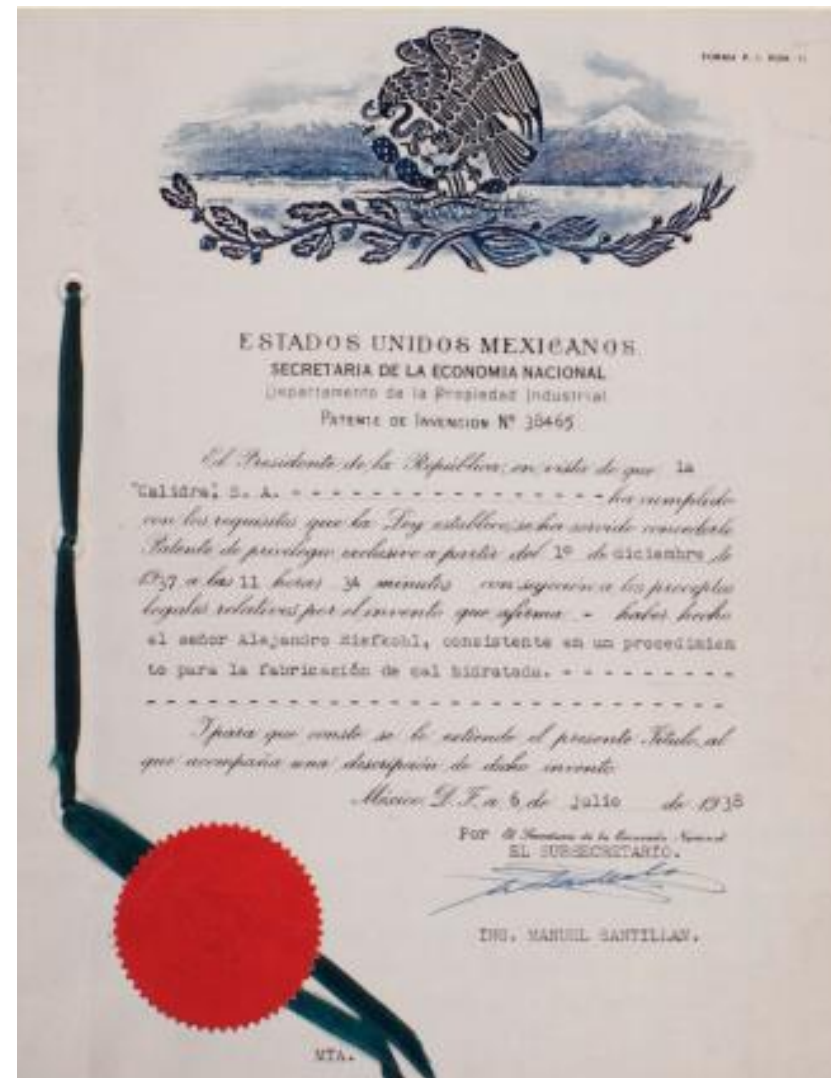 FORMA P. I. NUM. 11
ESTADOS UNIDOS MEXICANOS.
SECRETARIA DE LA ECONOMIA NACIONAL
Departamento de la Propiedad Industrial
PATENTE DE INVENCION Nº 38465
El Presidente de la República, en vista de que la
"Calidra", S. A. - - - - - - - - - - - - - - - - - - ha cumplido
con los requisitos que la Ley establece, se ha servido concederle
Patente de privilegio exclusivo a partir del 1º de diciembre de
1937 a las 11 horas 34 minutos con sujeción a los preceptos
legales relativos por el invento que afirma - haber hecho
el señor Alejandro Siefkohl, consistente en un procedimien
to para la fabricación de cal hidratada. - - - - - - - - -
- - - - - - - - - - - - - - - - - - - - - - - - - - - - - -
I para que conste se le extiende el presente Título, al
que acompaña una descripción de dicho invento.
México, D. F. a 6 de julio de 1938
Por El Secretario de la Economía Nacional
EL SUBSECRETARIO.
ING. MANUEL SANTILLAN.
MTA.